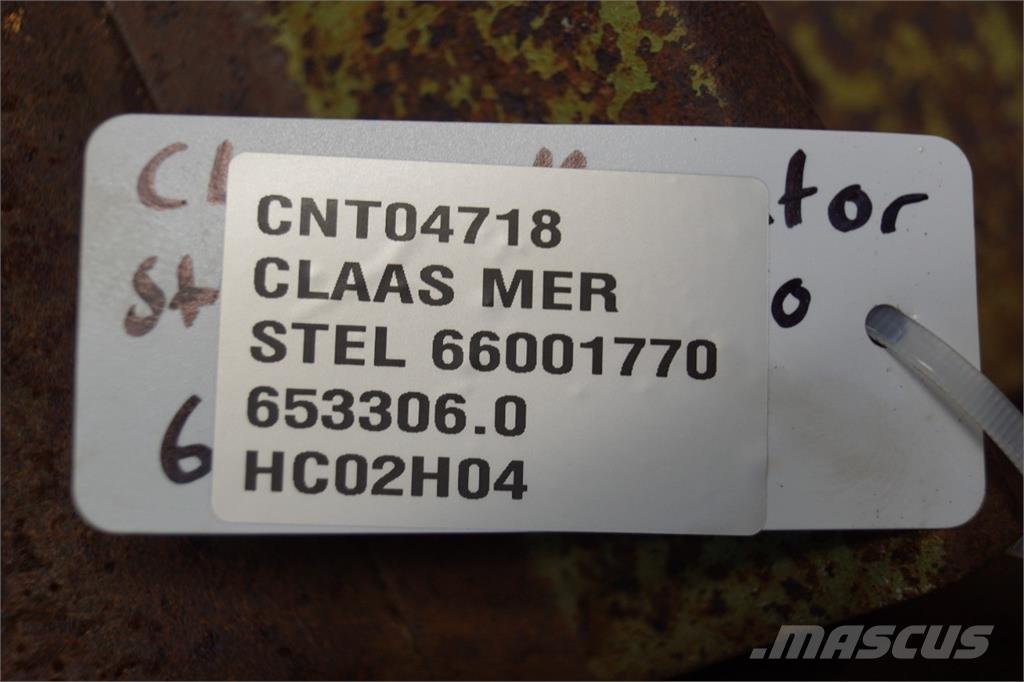 CNT04718
CLAAS MER
STEL 66001770
653306.0
HC02H04
MASCUS